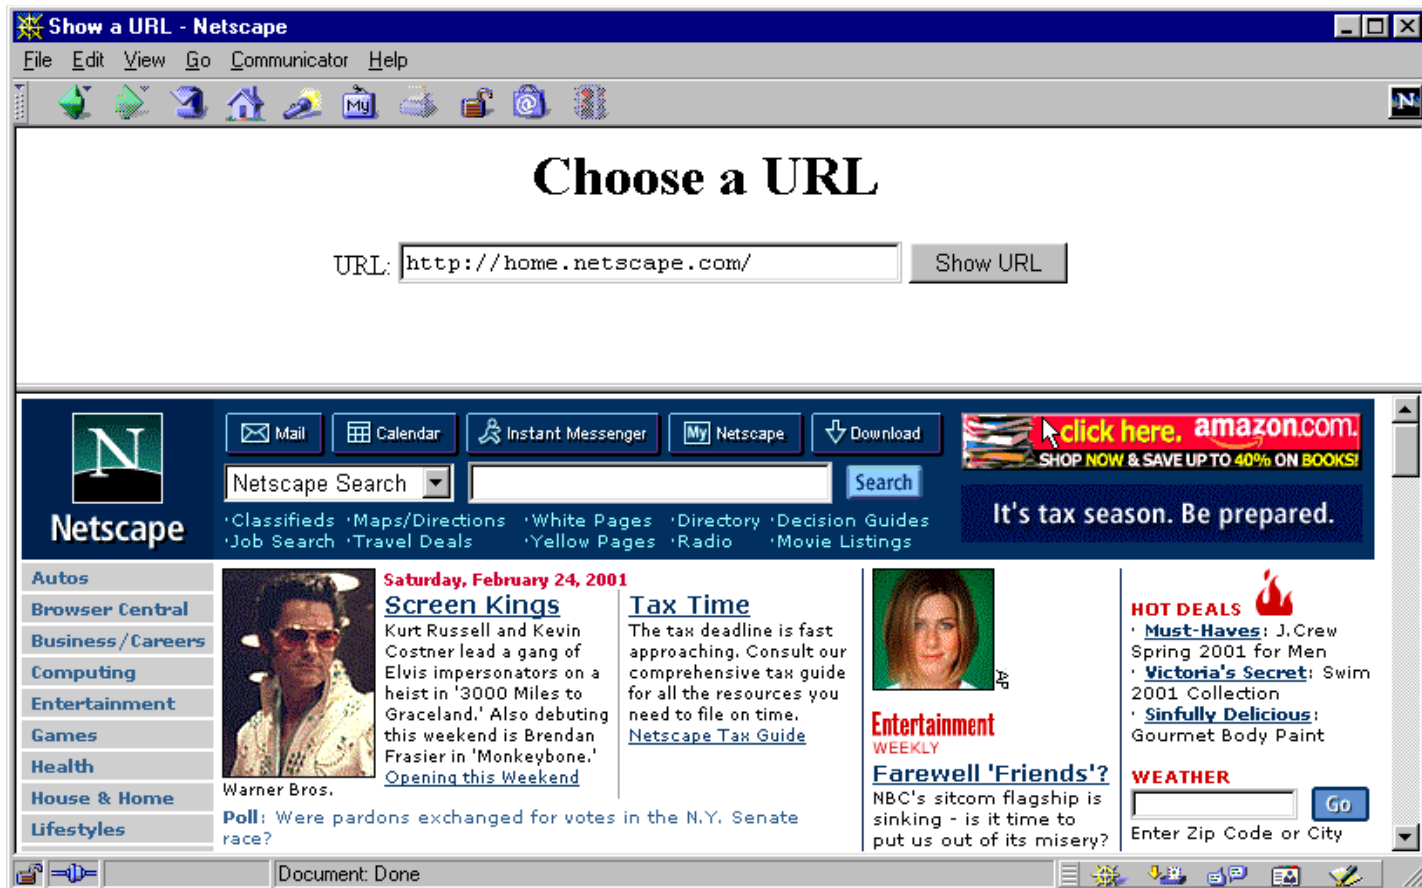 Show a URL - Netscape
File Edit View Go Communicator Help
My
N
Choose a URL
URL: http://home.netscape.com/ Show URL
N
Netscape
Mail Calendar Instant Messenger My Netscape Download
Netscape Search Search
·Classifieds ·Maps/Directions ·White Pages ·Directory ·Decision Guides
·Job Search ·Travel Deals ·Yellow Pages ·Radio ·Movie Listings
click here. amazon.com.
SHOP NOW & SAVE UP TO 40% ON BOOKS!
It's tax season. Be prepared.
Autos
Browser Central
Business/Careers
Computing
Entertainment
Games
Health
House & Home
Lifestyles
Warner Bros.
Saturday, February 24, 2001
Screen Kings
Kurt Russell and Kevin
Costner lead a gang of
Elvis impersonators on a
heist in '3000 Miles to
Graceland.' Also debuting
this weekend is Brendan
Frasier in 'Monkeybone.'
Opening this Weekend
Tax Time
The tax deadline is fast
approaching. Consult our
comprehensive tax guide
for all the resources you
need to file on time.
Netscape Tax Guide
Poll: Were pardons exchanged for votes in the N.Y. Senate
race?
AP
Entertainment
WEEKLY
Farewell 'Friends'?
NBC's sitcom flagship is
sinking - is it time to
put us out of its misery?
HOT DEALS
· Must-Haves: J.Crew
Spring 2001 for Men
· Victoria's Secret: Swim
2001 Collection
· Sinfully Delicious:
Gourmet Body Paint
WEATHER
Go
Enter Zip Code or City
Document: Done